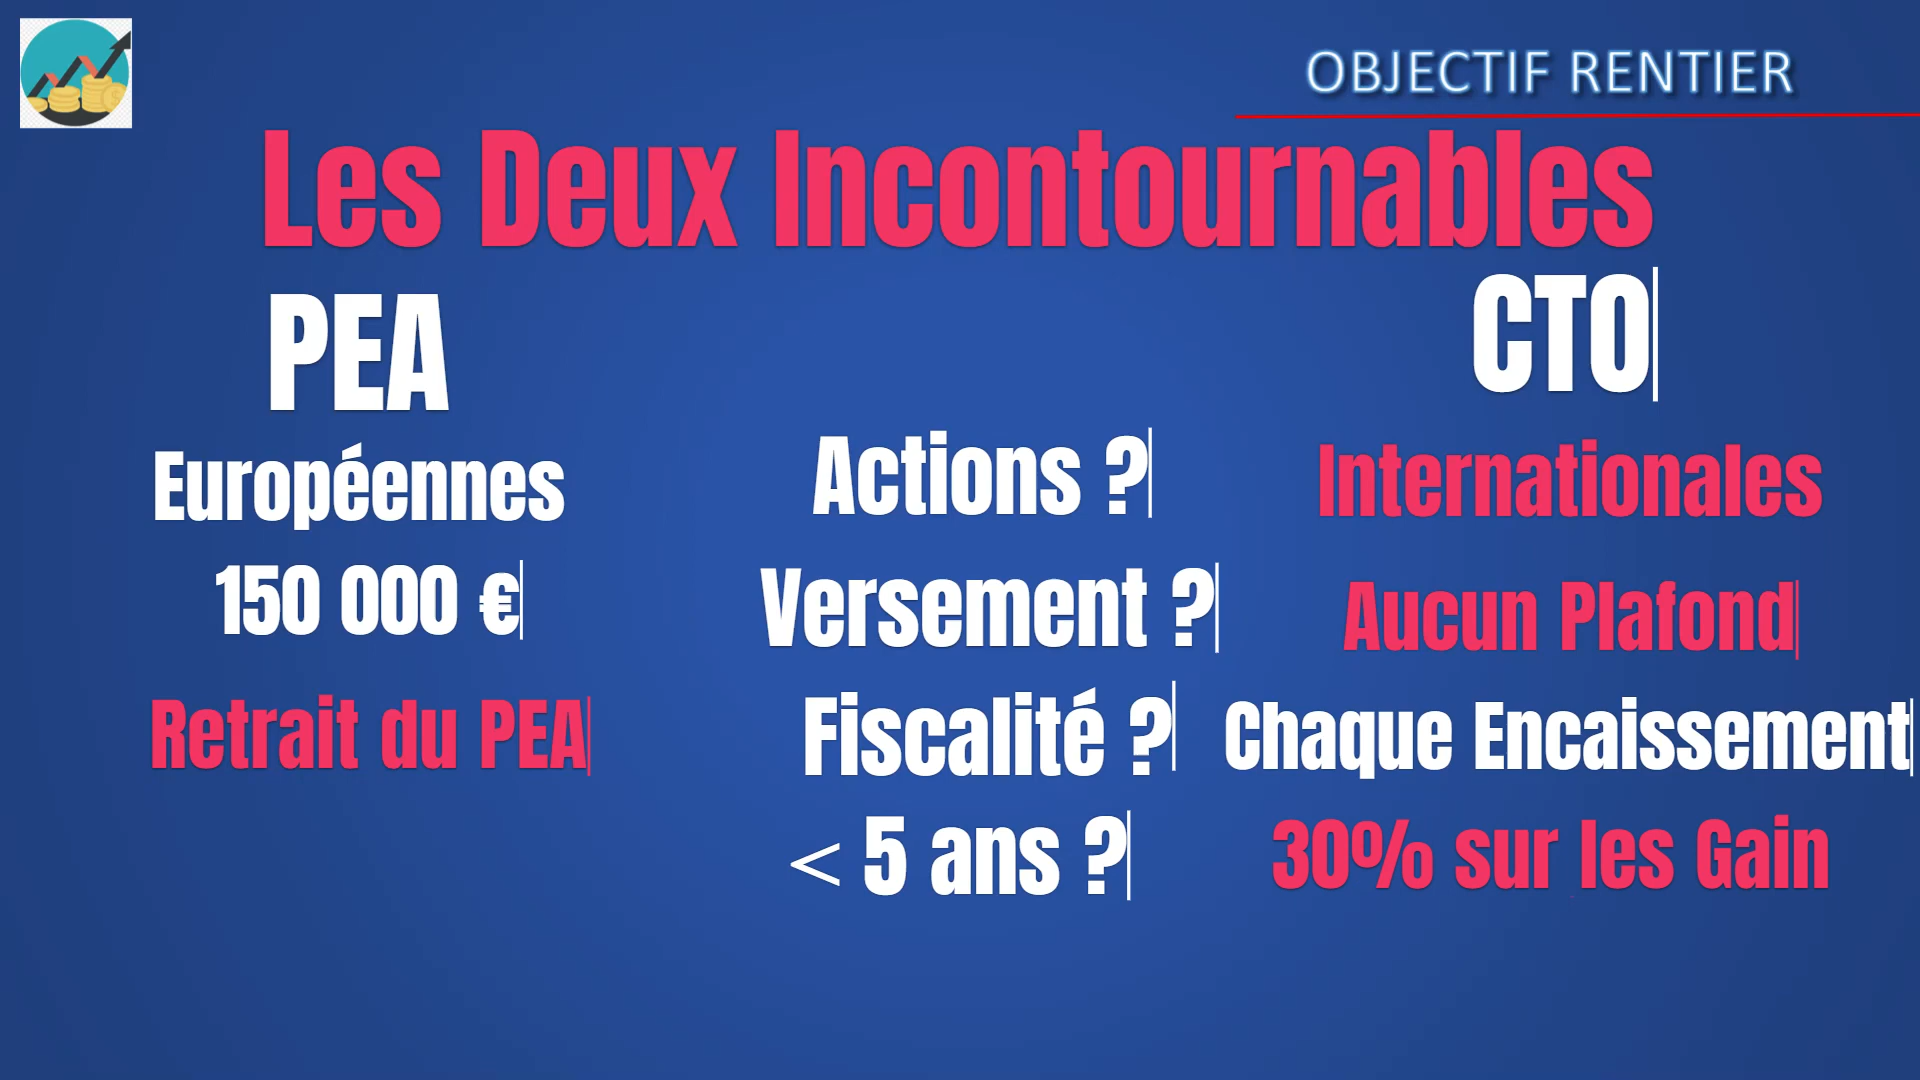 OBJECTIF RENTIER
Les Deux Incontournables
PEA
CTO
Européennes
Actions ?
Internationales
150 000 €
Versement ?
Aucun Plafond
Retrait du PEA
Fiscalité ?
Chaque Encaissement
< 5 ans ?
30% sur les Gain